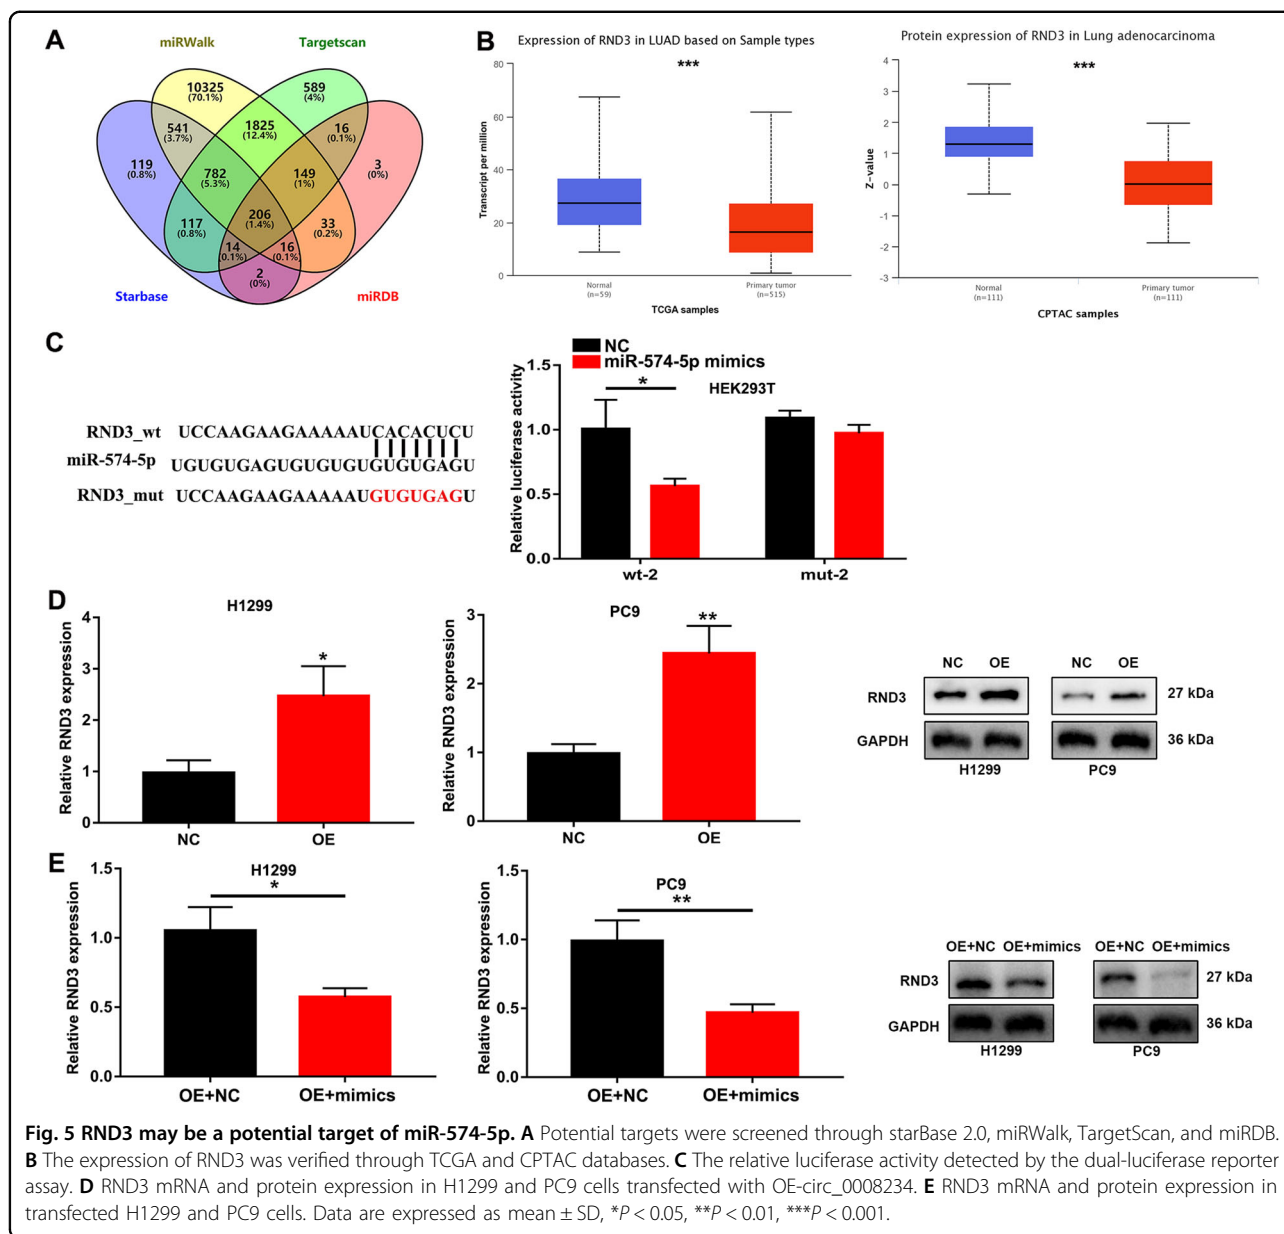 A
miRWalk
Targetscan
10325
(70.1%)
589
(4%)
541
(3.7%)
1825
(12.4%)
16
(0.1%)
119
(0.8%)
782
(5.3%)
149
(1%)
3
(0%)
206
(1.4%)
117
(0.8%)
33
(0.2%)
14
(0.1%)
16
(0.1%)
2
(0%)
Starbase
miRDB
B
Expression of RND3 in LUAD based on Sample types
***
Transcript per million
80
60
40
20
0
Normal
(n=59)
Primary tumor
(n=515)
TCGA samples
Protein expression of RND3 in Lung adenocarcinoma
***
Z-value
4
3
2
1
0
-1
-2
-3
Normal
(n=111)
Primary tumor
(n=111)
CPTAC samples
C
RND3_wt UCCAAGAAGAAAAAUCACACUCU
miR-574-5p UGUGUGAGUGUGUGUGUGUGAGU
RND3_mut UCCAAGAAGAAAAAUGUGUGAGU
NC
miR-574-5p mimics
HEK293T
*
Relative luciferase activity
1.5
1.0
0.5
0.0
wt-2 mut-2
D
H1299
*
Relative RND3 expression
4
3
2
1
0
NC OE
PC9
**
Relative RND3 expression
3
2
1
0
NC OE
NC OE NC OE
RND3 27 kDa
GAPDH 36 kDa
H1299 PC9
E
H1299
*
Relative RND3 expression
1.5
1.0
0.5
0.0
OE+NC OE+mimics
PC9
**
Relative RND3 expression
1.5
1.0
0.5
0.0
OE+NC OE+mimics
OE+NC OE+mimics OE+NC OE+mimics
RND3 27 kDa
GAPDH 36 kDa
H1299 PC9
Fig. 5 RND3 may be a potential target of miR-574-5p. A Potential targets were screened through starBase 2.0, miRWalk, TargetScan, and miRDB.
B The expression of RND3 was verified through TCGA and CPTAC databases. C The relative luciferase activity detected by the dual-luciferase reporter
assay. D RND3 mRNA and protein expression in H1299 and PC9 cells transfected with OE-circ_0008234. E RND3 mRNA and protein expression in
transfected H1299 and PC9 cells. Data are expressed as mean ± SD, *P < 0.05, **P < 0.01, ***P < 0.001.